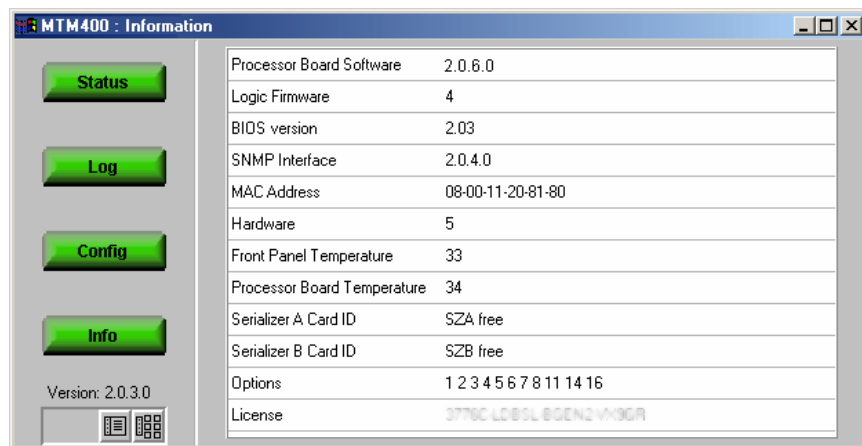 MTM400 : Information
Status
Log
Config
Info
Version: 2.0.3.0
Processor Board Software 2.0.6.0
Logic Firmware 4
BIOS version 2.03
SNMP Interface 2.0.4.0
MAC Address 08-00-11-20-81-80
Hardware 5
Front Panel Temperature 33
Processor Board Temperature 34
Serializer A Card ID SZA free
Serializer B Card ID SZB free
Options 1 2 3 4 5 6 7 8 11 14 16
License